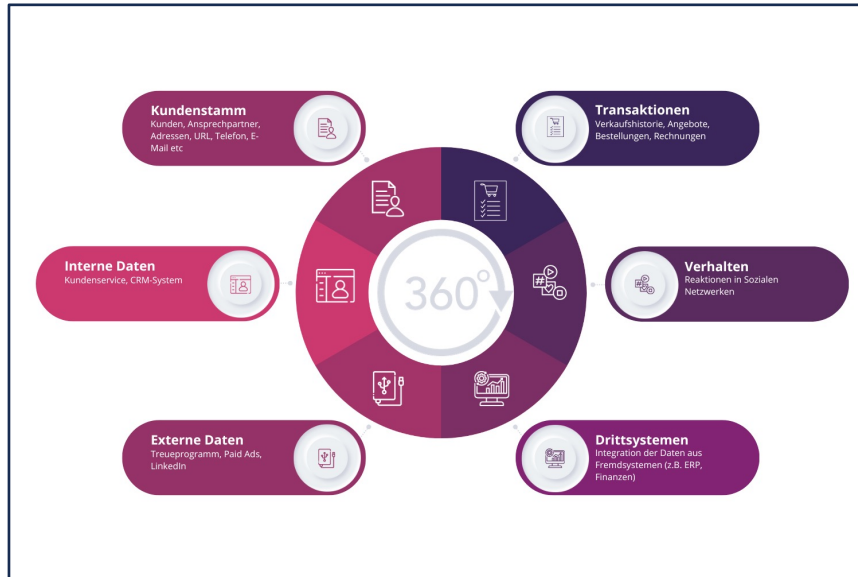 Kundenstamm
Kunden, Ansprechpartner,
Adressen, URL, Telefon, E-
Mail etc
Transaktionen
Verkaufshistorie, Angebote,
Bestellungen, Rechnungen
Interne Daten
Kundenservice, CRM-System
360°
Verhalten
Reaktionen in Sozialen
Netzwerken
Externe Daten
Treueprogramm, Paid Ads,
LinkedIn
Drittsystemen
Integration der Daten aus
Fremdsystemen (z.B. ERP,
Finanzen)